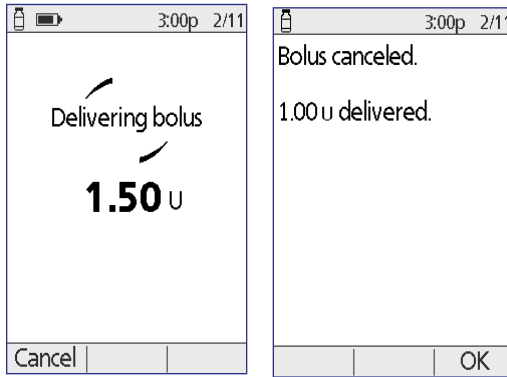 3:00p 2/11
Delivering bolus
1.50 U
Cancel
3:00p 2/11
Bolus canceled.
1.00 U delivered.
OK